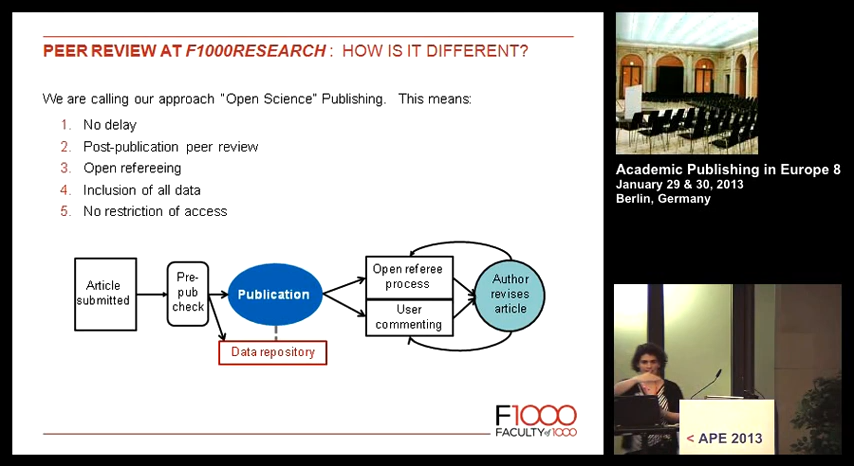 PEER REVIEW AT F1000RESEARCH : HOW IS IT DIFFERENT?
We are calling our approach "Open Science" Publishing. This means:
1. No delay
2. Post-publication peer review
3. Open refereeing
4. Inclusion of all data
5. No restriction of access
Article
submitted
Pre-
pub
check
Publication
Data repository
Open referee
process
User
commenting
Author
revises
article
F1000
FACULTY of 1000
Academic Publishing in Europe 8
January 29 & 30, 2013
Berlin, Germany
< APE 2013